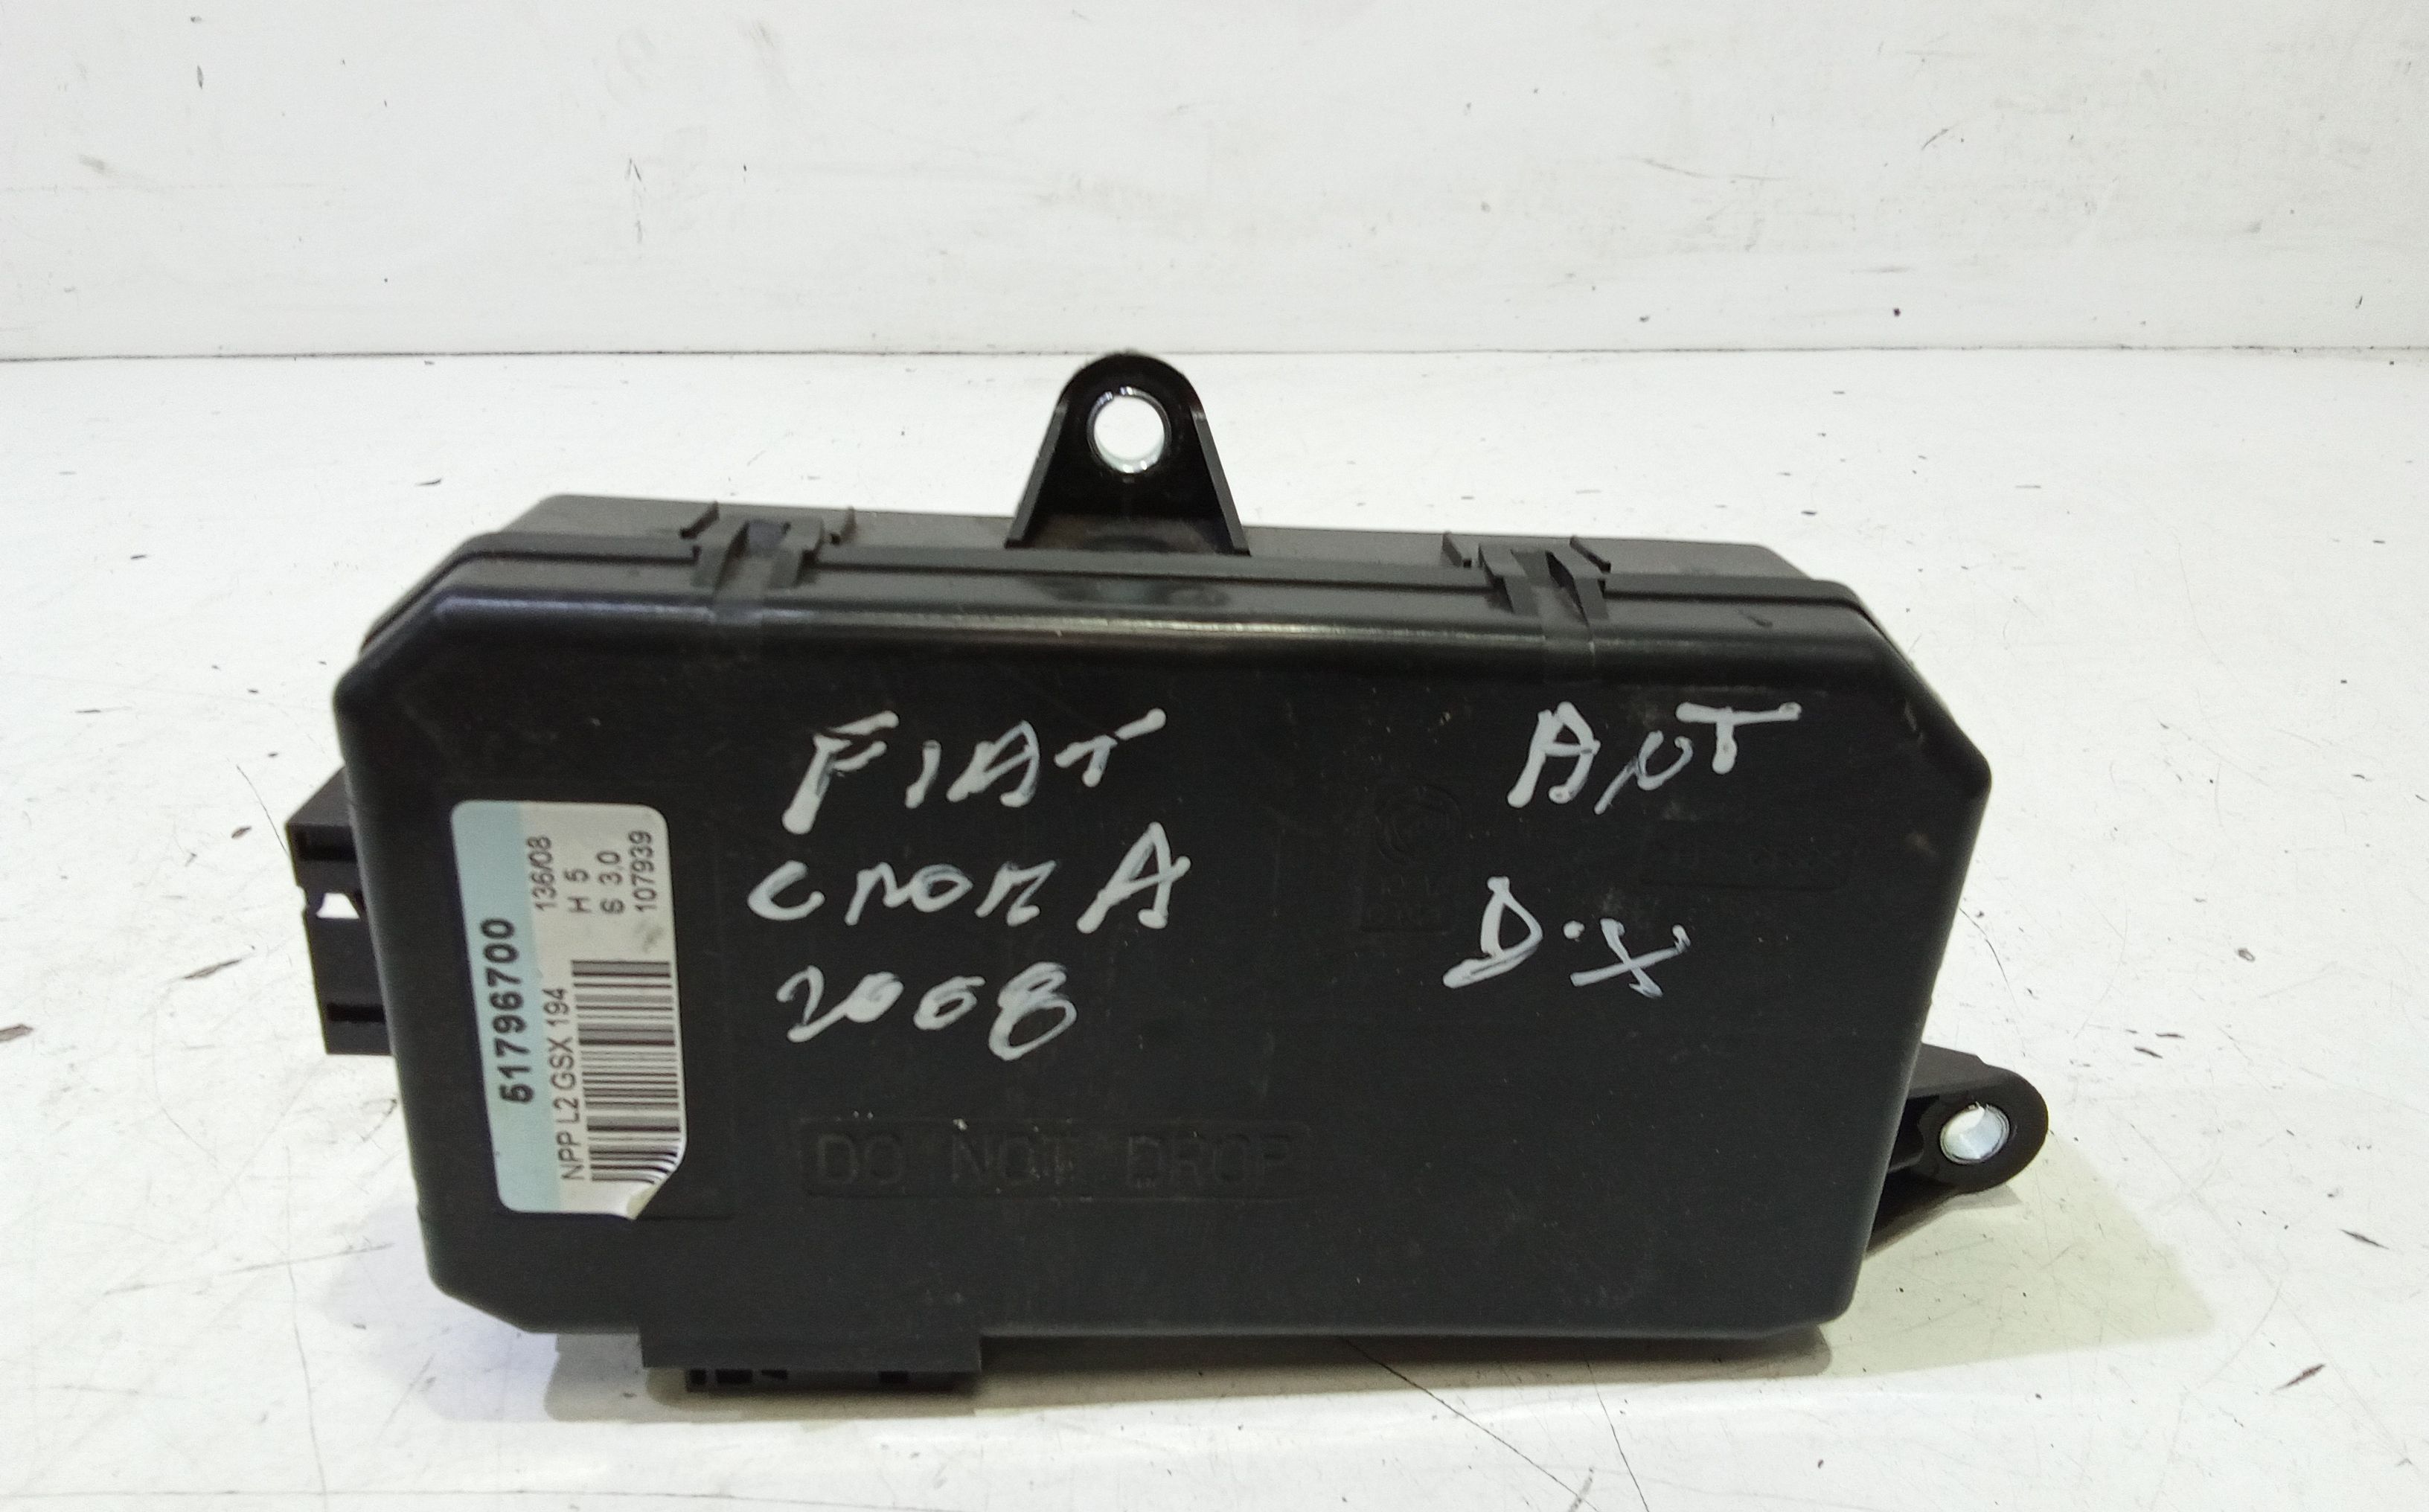 FIAT
CROMA
2008
ANT
D.X
51796700
NPP L2 GSX 194
136/08
H 5
S 3.0
107939
DO NOT DROP